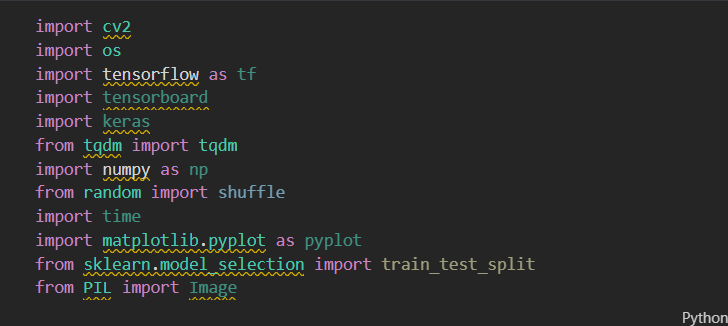 import cv2
import os
import tensorflow as tf
import tensorboard
import keras
from tqdm import tqdm
import numpy as np
from random import shuffle
import time
import matplotlib.pyplot as pyplot
from sklearn.model_selection import train_test_split
from PIL import Image
Python